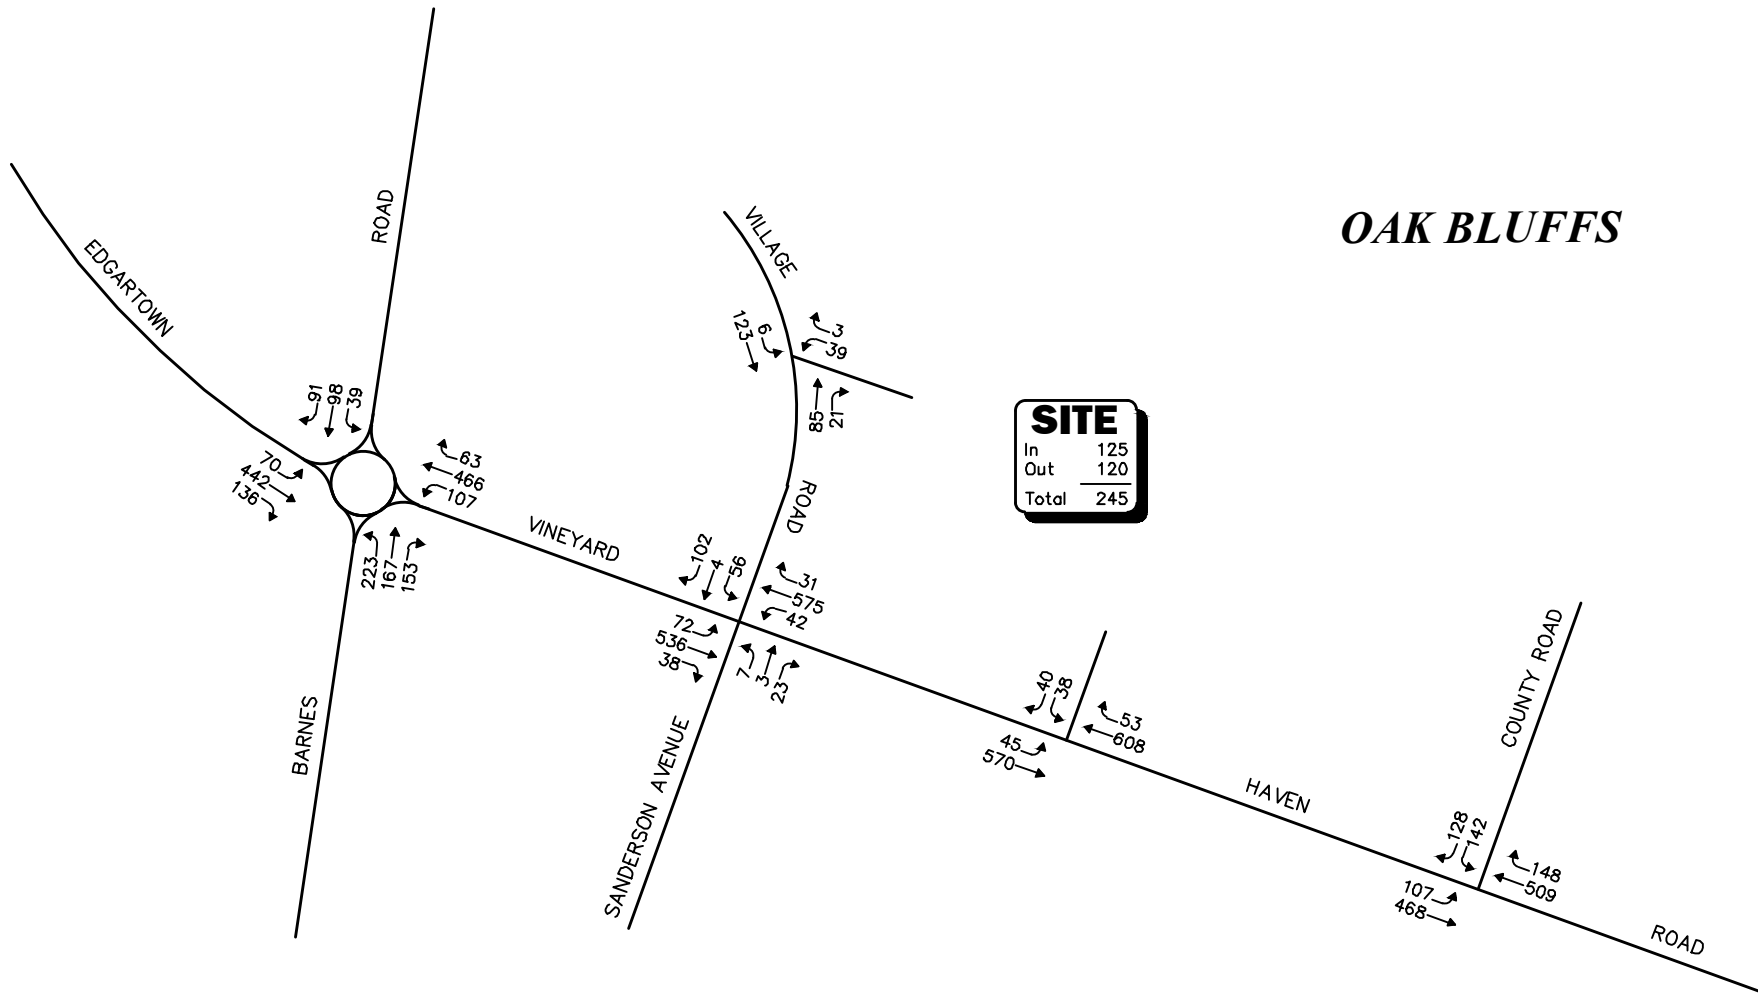 OAK BLUFFS
ROAD
EDGARTOWN
VILLAGE
6
123
3
39
85
21
SITE
In 125
Out 120
Total 245
91
98
39
70
442
136
63
466
107
223
167
153
VINEYARD
ROAD
102
4
56
31
575
42
72
536
38
7
3
23
BARNES
SANDERSON AVENUE
40
38
53
608
45
570
HAVEN
COUNTY ROAD
128
142
148
509
107
468
ROAD